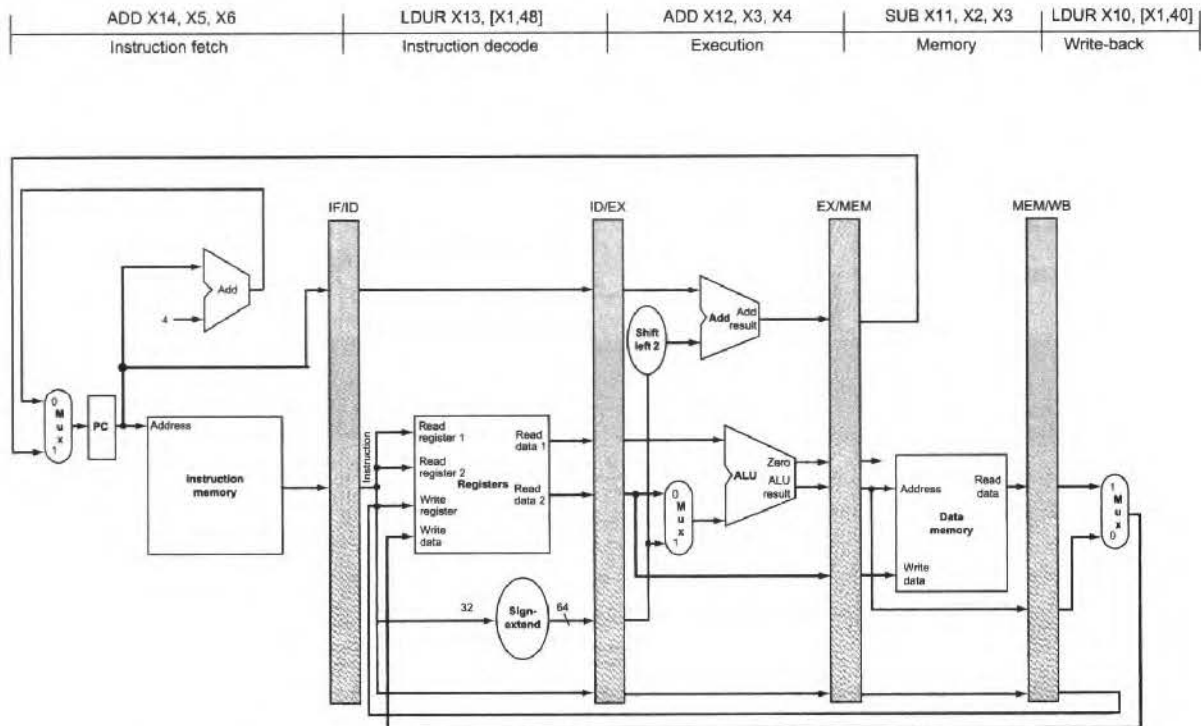 ADD X14, X5, X6
LDUR X13, [X1,48]
ADD X12, X3, X4
SUB X11, X2, X3
LDUR X10, [X1,40]
Instruction fetch
Instruction decode
Execution
Memory
Write-back
IF/ID
ID/EX
EX/MEM
MEM/WB
Add
4
Shift
left 2
Add
Add
result
0
M
u
x
1
PC
Address
Instruction
memory
Instruction
Read
register 1
Read
register 2
Write
register
Write
data
Registers
Read
data 1
Read
data 2
0
M
u
x
1
Zero
ALU
ALU
result
Address
Read
data
Data
memory
Write
data
1
M
u
x
0
32
Sign-
extend
64